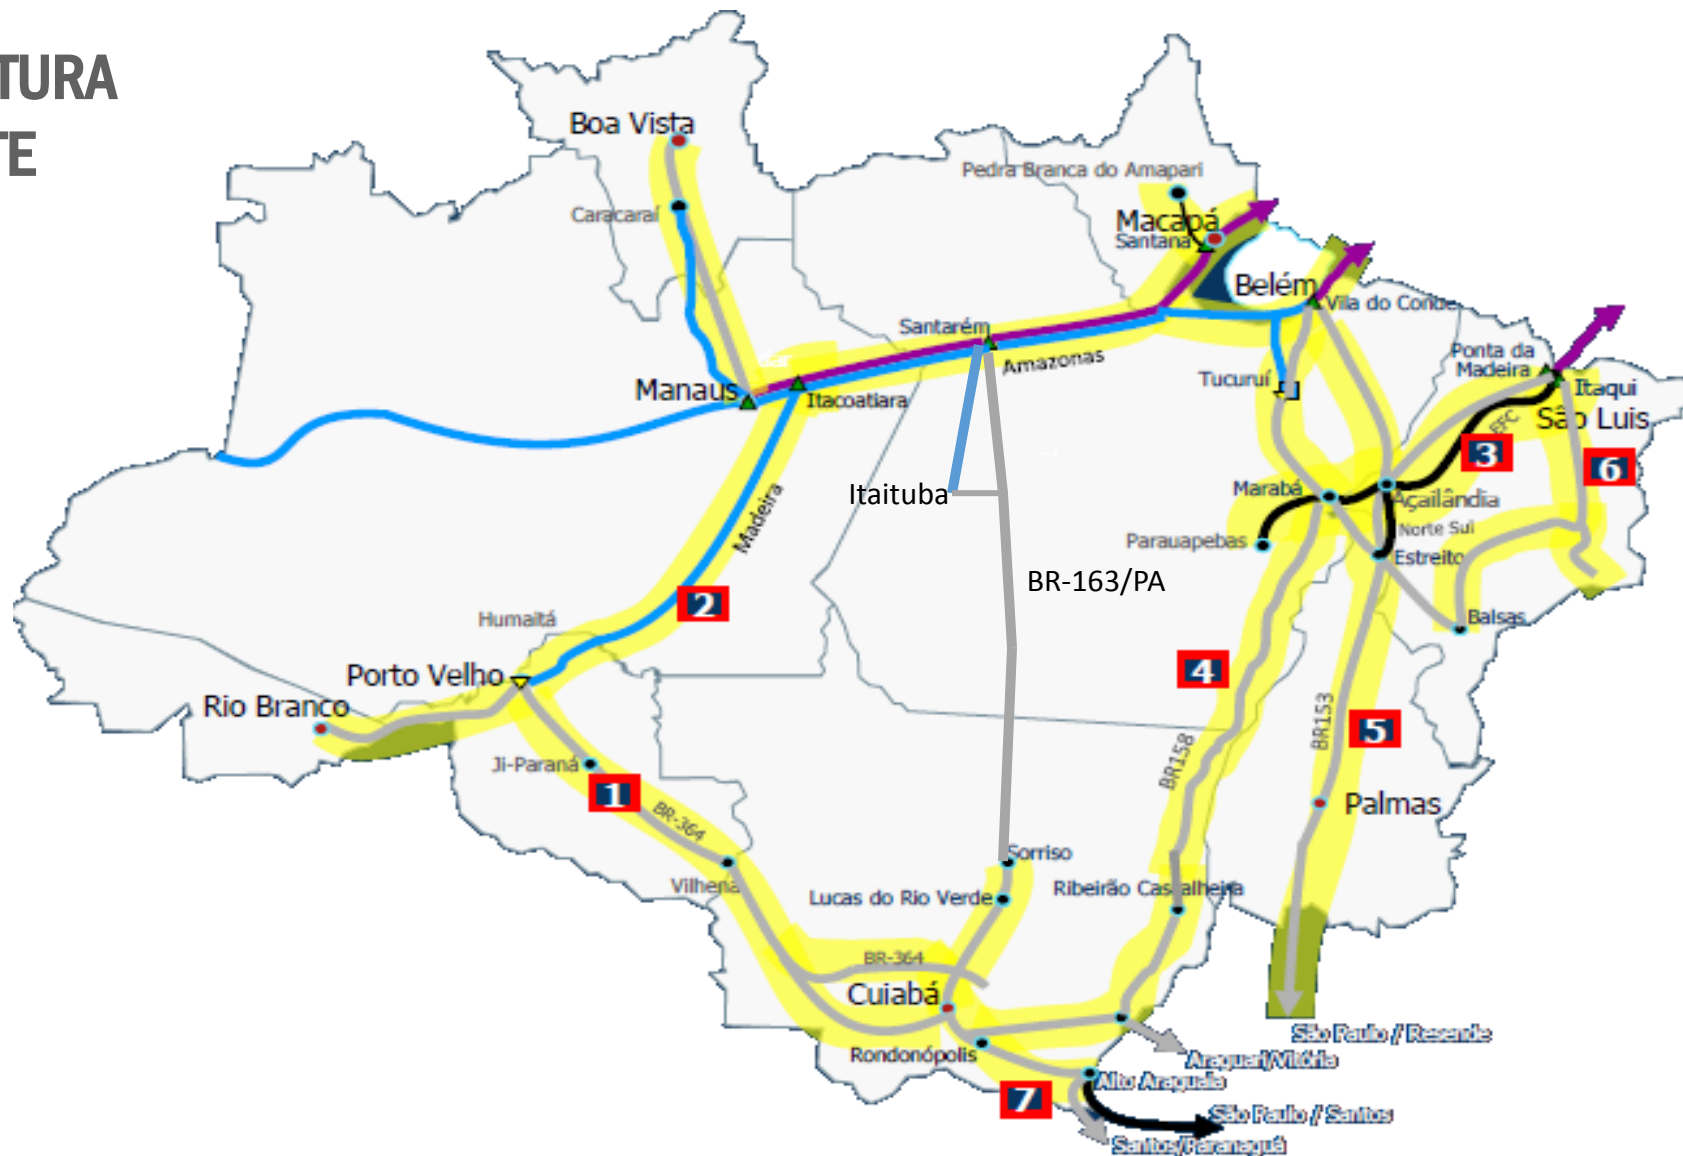 TURA
TE
Boa Vista
Caracaraí
Pedra Branca do Amapari
Macapá
Santana
Belém
Vila do Conde
Santarém
Amazonas
Manaus
Itacoatiara
Tucuruí
Ponta da
Madeira
Itaqui
São Luis
EFC
3
6
Itaituba
Marabá
Açailândia
Norte Sul
Parauapebas
Estreito
Madeira
BR-163/PA
2
Humaitá
Balsas
Porto Velho
4
Rio Branco
BR153
5
BR158
Ji-Paraná
1
BR-364
Palmas
Sorriso
Vilhena
Lucas do Rio Verde
Ribeirão Cascalheira
BR-364
Cuiabá
Rondonópolis
São Paulo / Resende
Araguari/Vitória
Alto Araguaia
7
São Paulo / Santos
Santos/Paranaguá